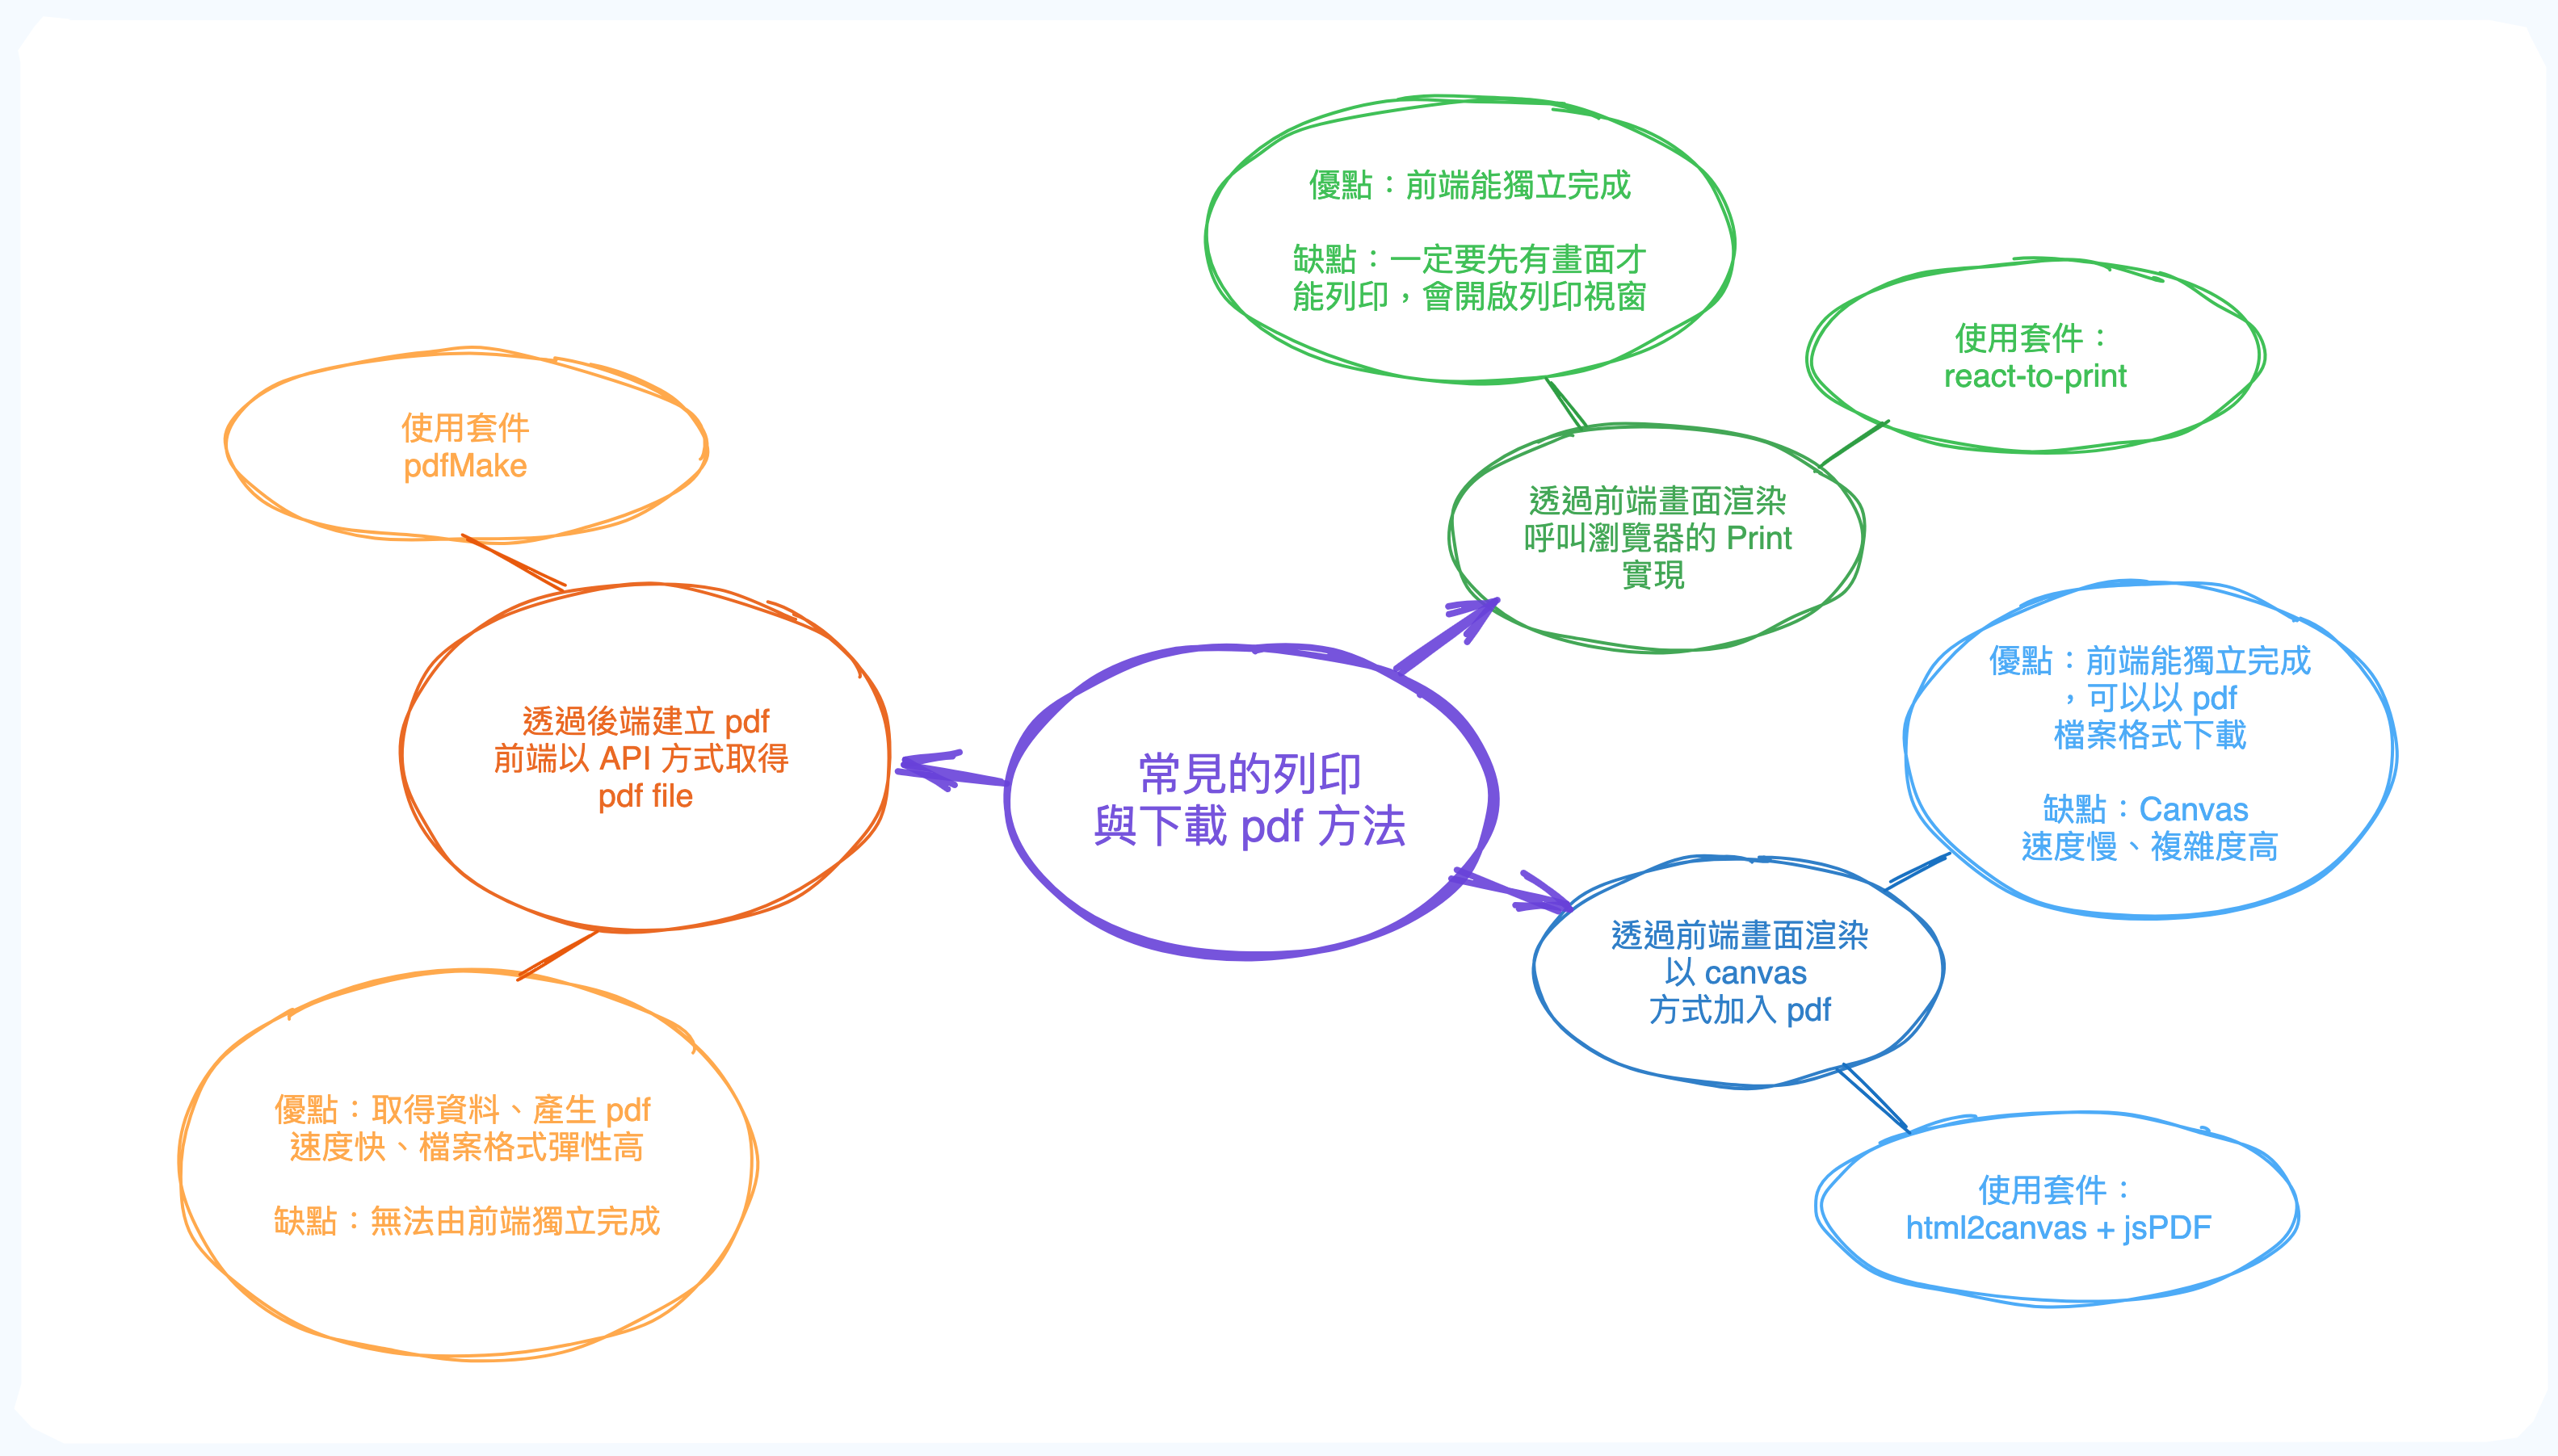 常見的列印
與下載 pdf 方法
透過後端建立 pdf
前端以 API 方式取得
pdf file
使用套件
pdfMake
優點：取得資料、產生 pdf
速度快、檔案格式彈性高
缺點：無法由前端獨立完成
透過前端畫面渲染
呼叫瀏覽器的 Print
實現
優點：前端能獨立完成
缺點：一定要先有畫面才
能列印，會開啟列印視窗
使用套件：
react-to-print
透過前端畫面渲染
以 canvas
方式加入 pdf
優點：前端能獨立完成
，可以以 pdf
檔案格式下載
缺點：Canvas
速度慢、複雜度高
使用套件：
html2canvas + jsPDF